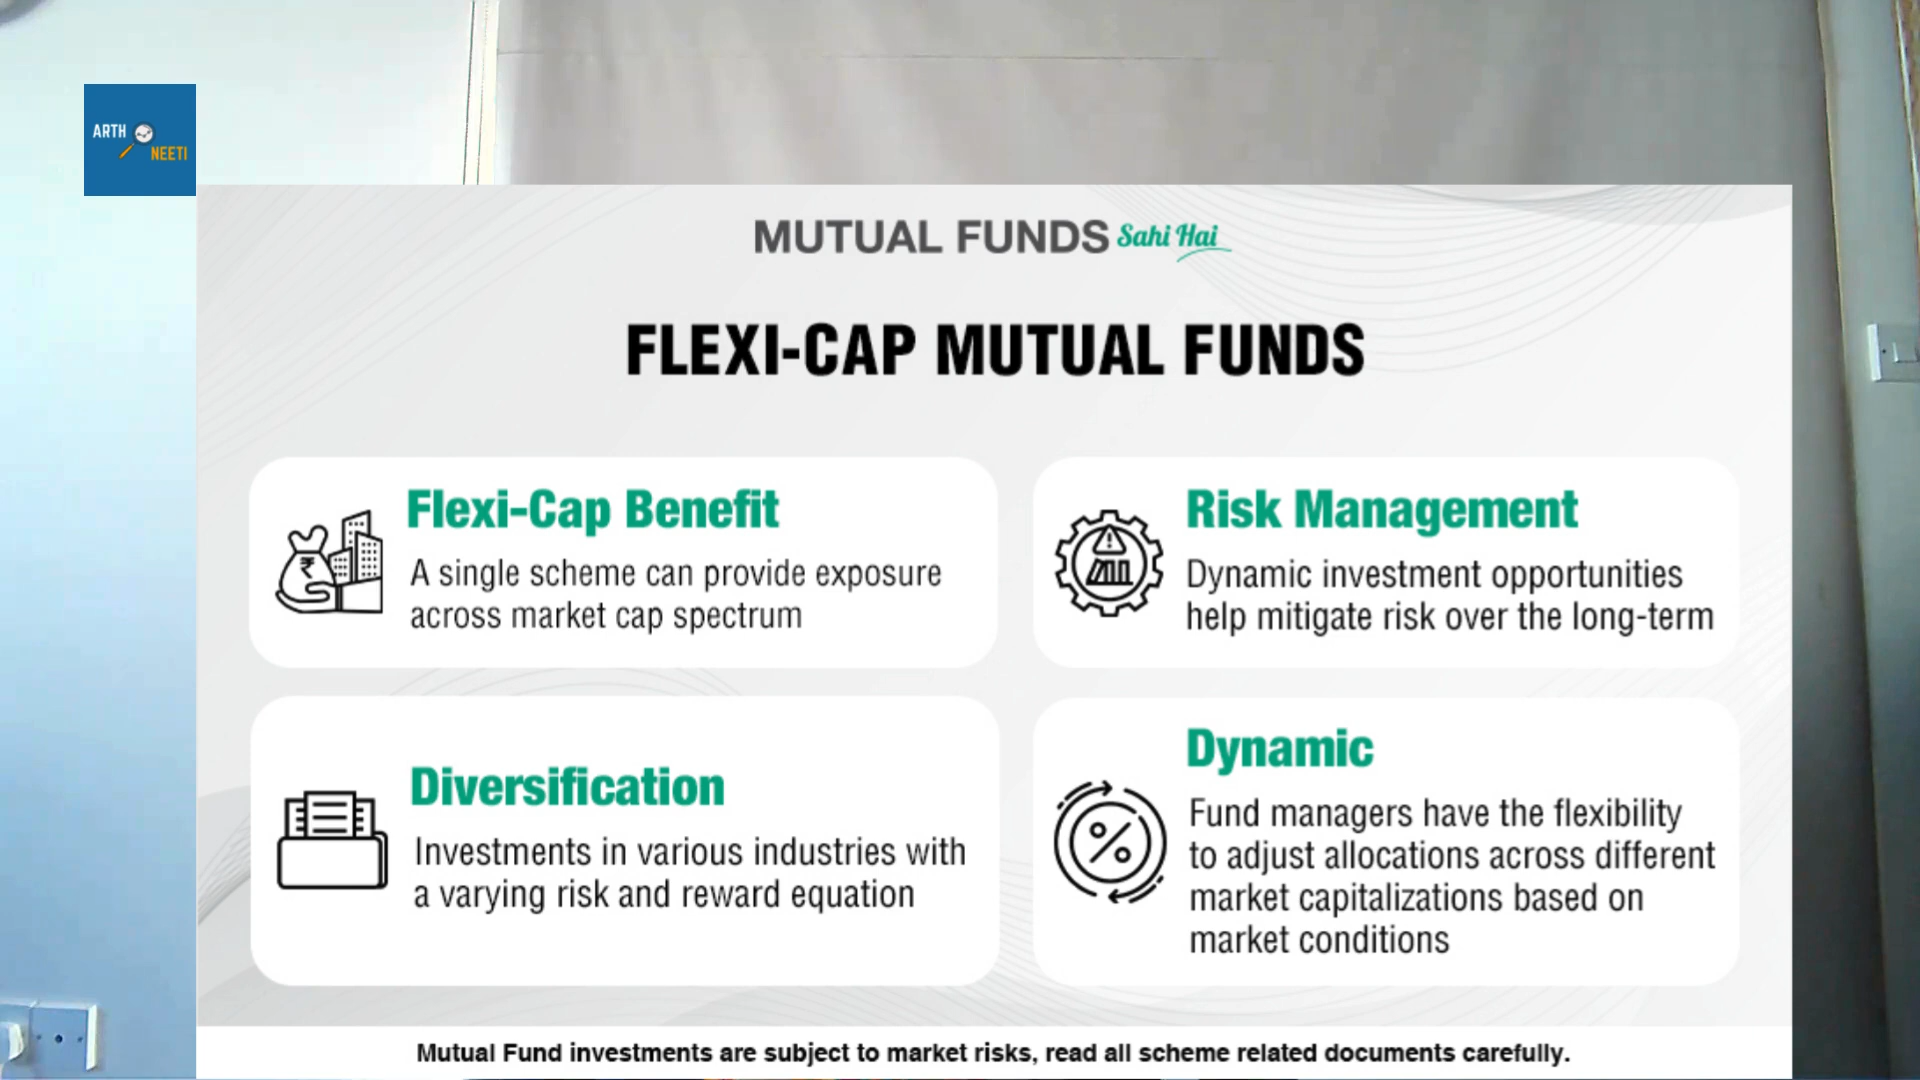 ARTH
NEETI
MUTUAL FUNDS Sahi Hai
FLEXI-CAP MUTUAL FUNDS
Flexi-Cap Benefit
A single scheme can provide exposure
across market cap spectrum
Risk Management
Dynamic investment opportunities
help mitigate risk over the long-term
Diversification
Investments in various industries with
a varying risk and reward equation
Dynamic
Fund managers have the flexibility
to adjust allocations across different
market capitalizations based on
market conditions
Mutual Fund investments are subject to market risks, read all scheme related documents carefully.